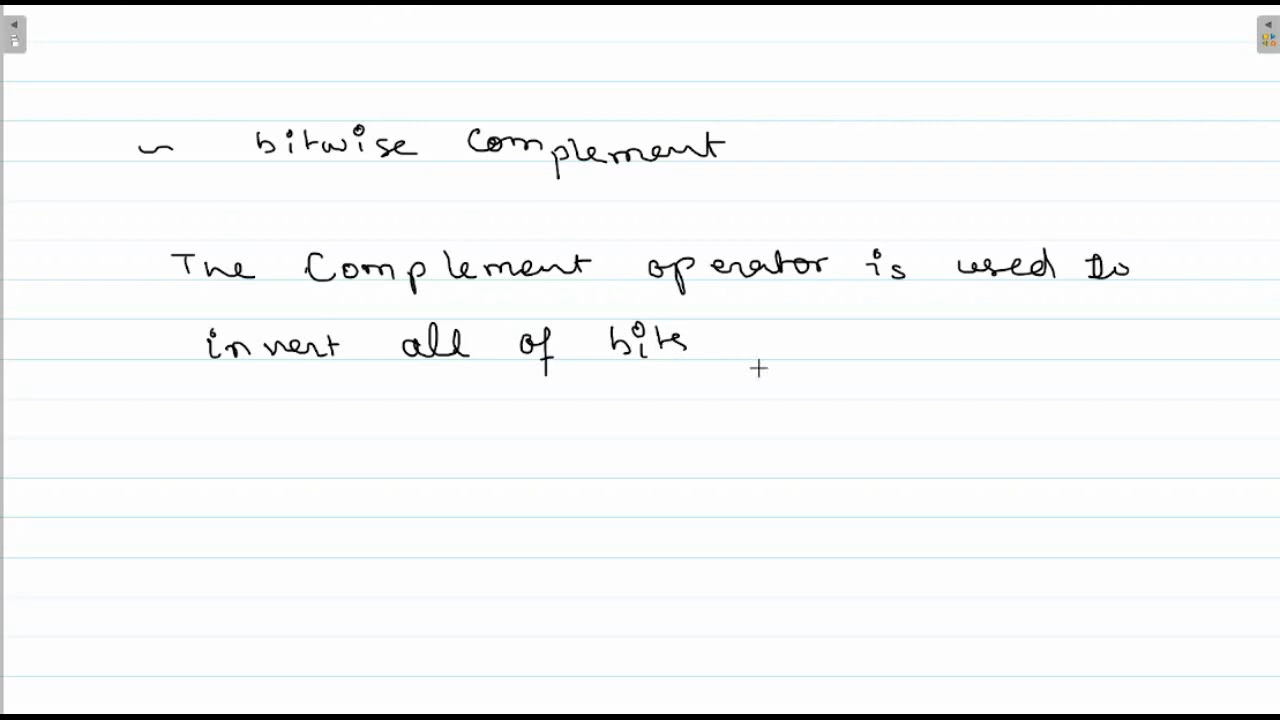 ~ bitwise complement
The Complement operator is used to
invert all of bits